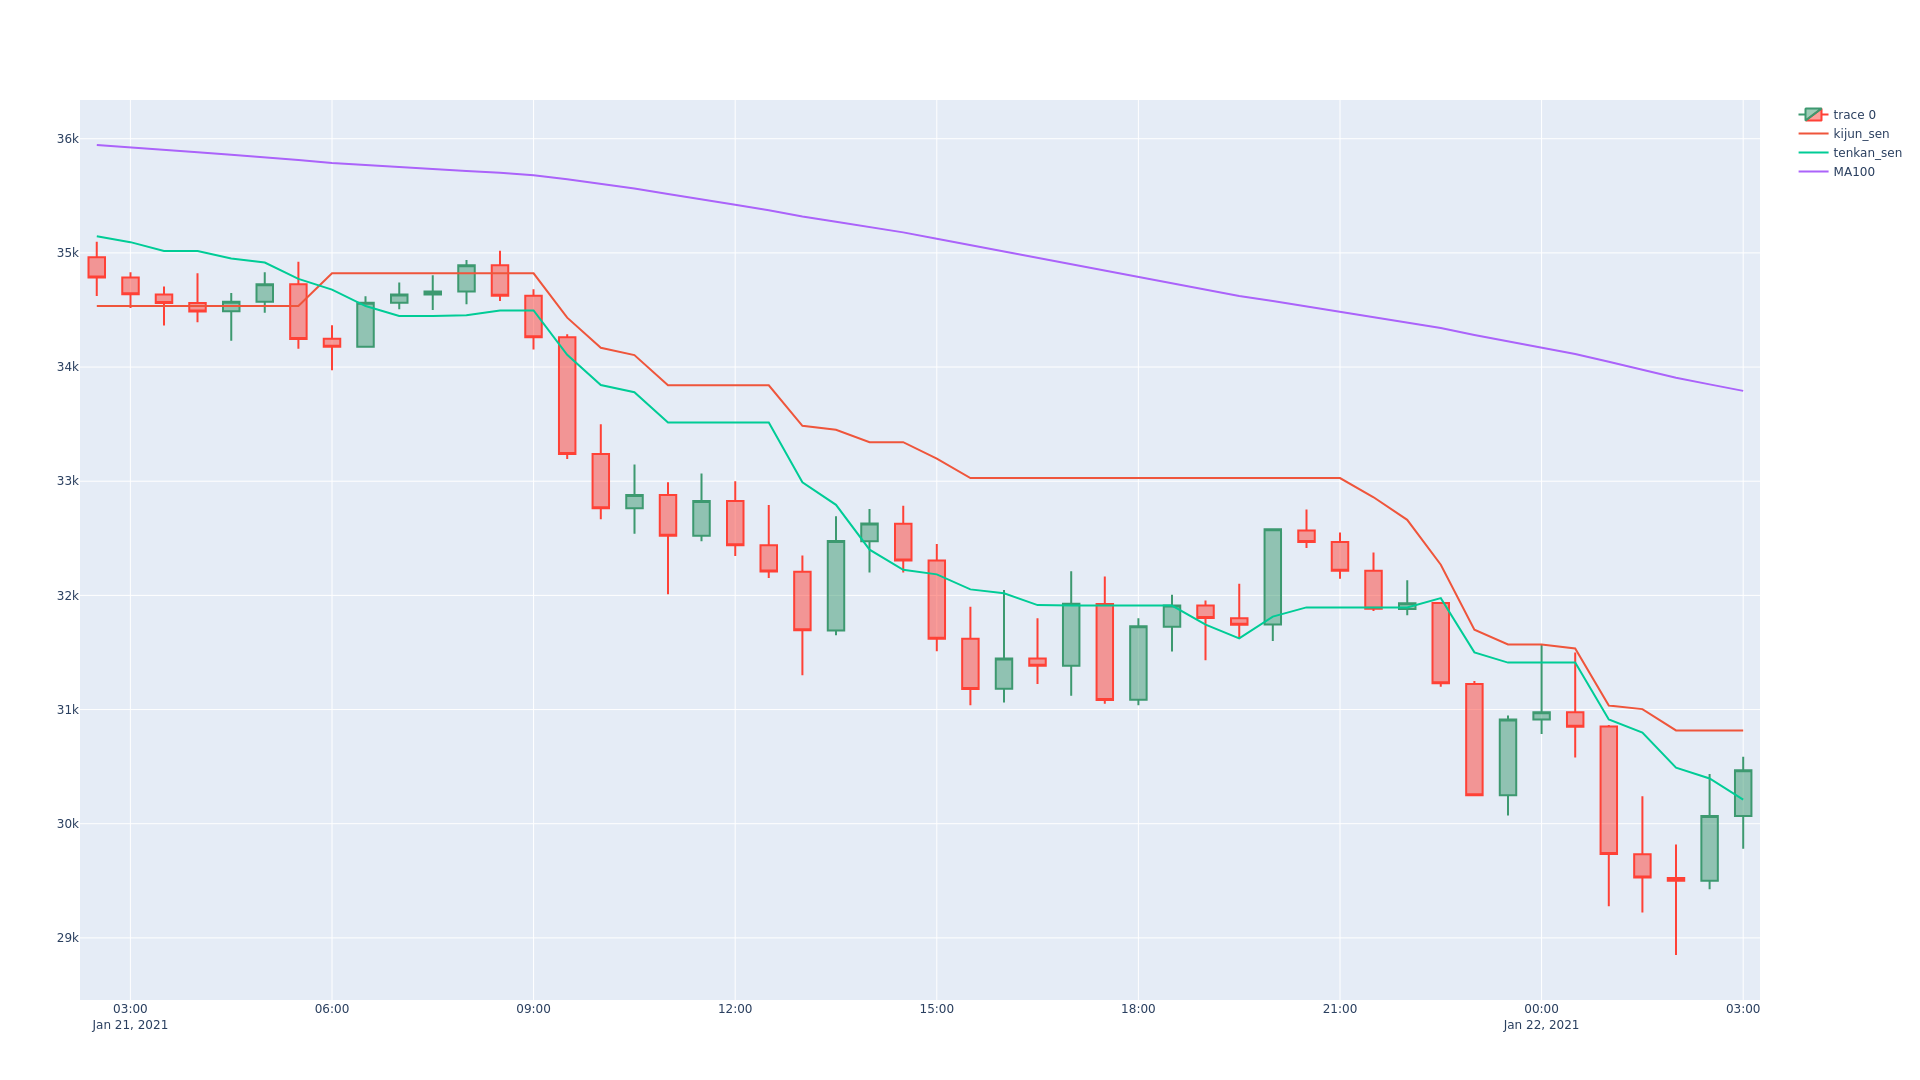 trace 0
kijun_sen
tenkan_sen
MA100
36k
35k
34k
33k
32k
31k
30k
29k
03:00 06:00 09:00 12:00 15:00 18:00 21:00 00:00 03:00
Jan 21, 2021 Jan 22, 2021